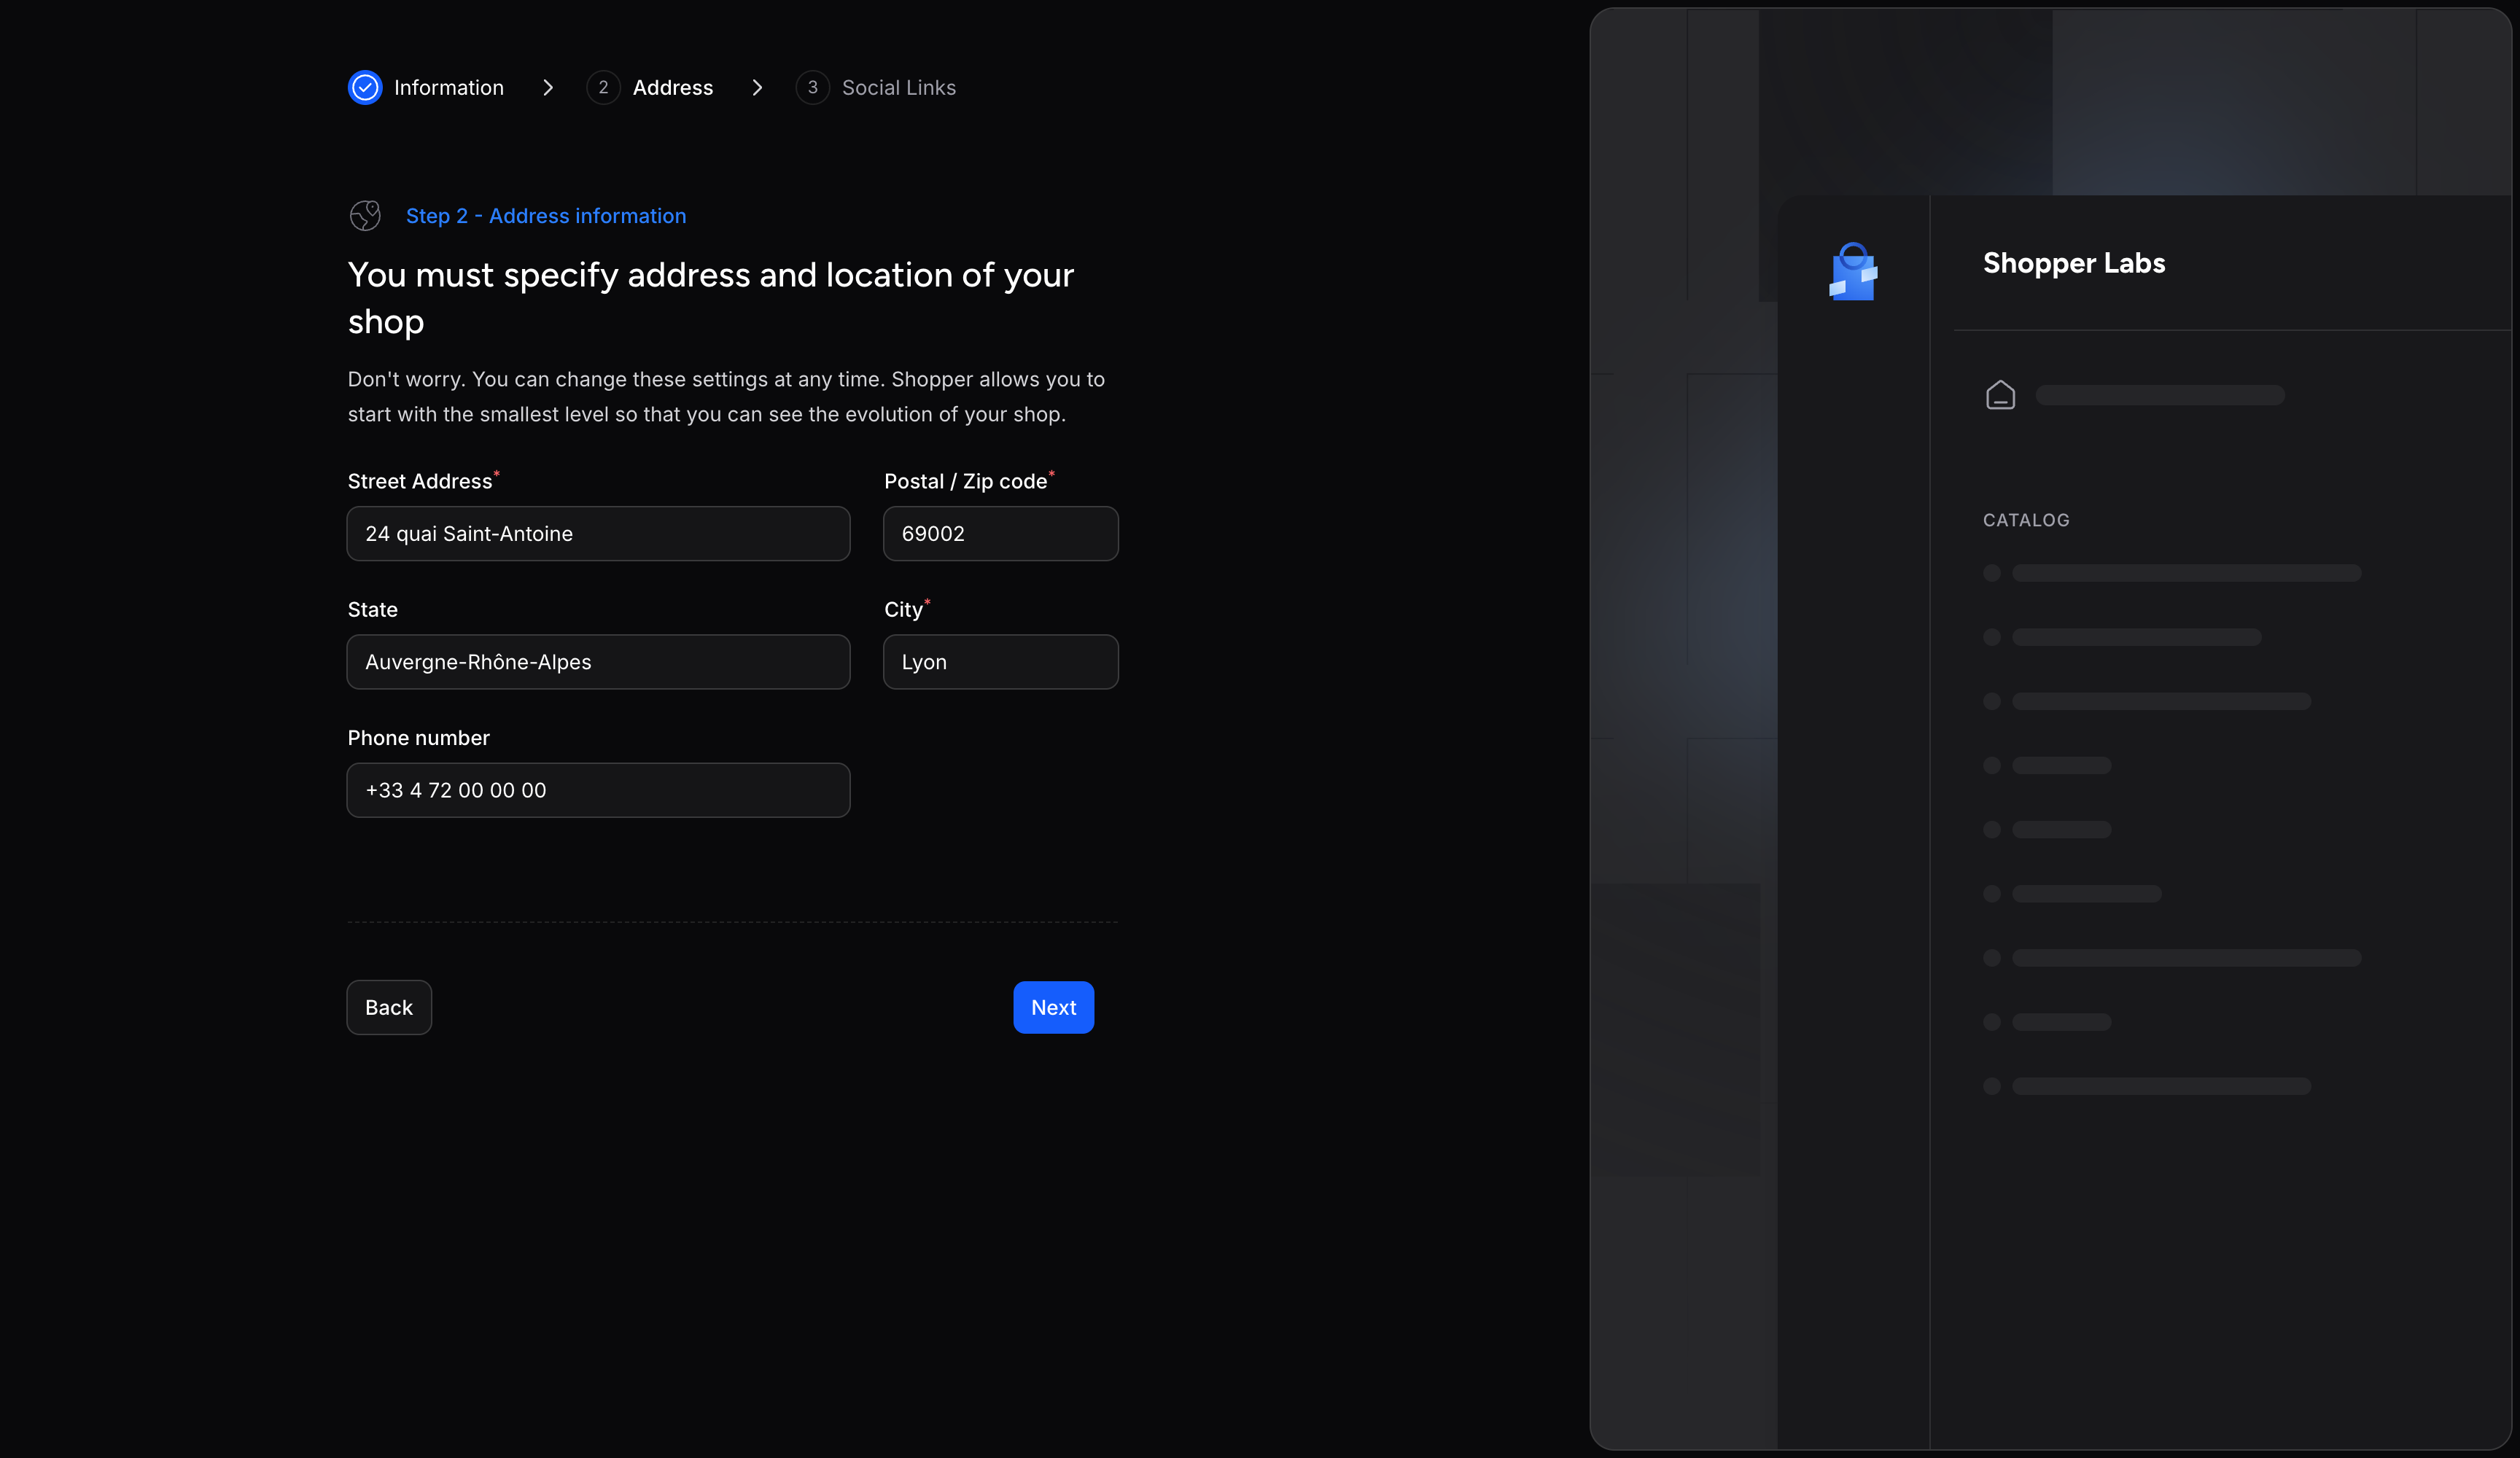 Information
2 Address
3 Social Links
Step 2 - Address information
You must specify address and location of your
shop
Don't worry. You can change these settings at any time. Shopper allows you to
start with the smallest level so that you can see the evolution of your shop.
Street Address*
Postal / Zip code*
24 quai Saint-Antoine
69002
State
City*
Auvergne-Rhône-Alpes
Lyon
Phone number
+33 4 72 00 00 00
Back
Next
Shopper Labs
CATALOG